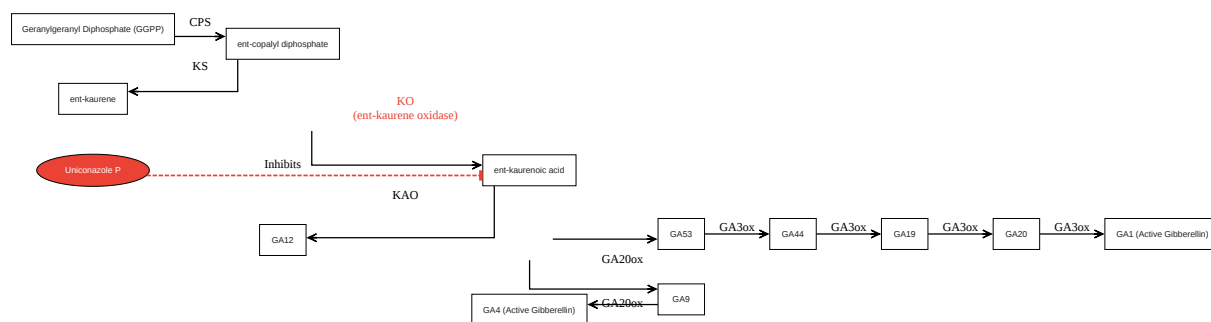 Geranylgeranyl Diphosphate (GGPP)
CPS
ent-copalyl diphosphate
KS
ent-kaurene
KO
(ent-kaurene oxidase)
Uniconazole P
Inhibits
ent-kaurenoic acid
KAO
GA12
GA20ox
GA53
GA3ox
GA44
GA3ox
GA19
GA3ox
GA20
GA3ox
GA1 (Active Gibberellin)
GA4 (Active Gibberellin)
GA20ox
GA9